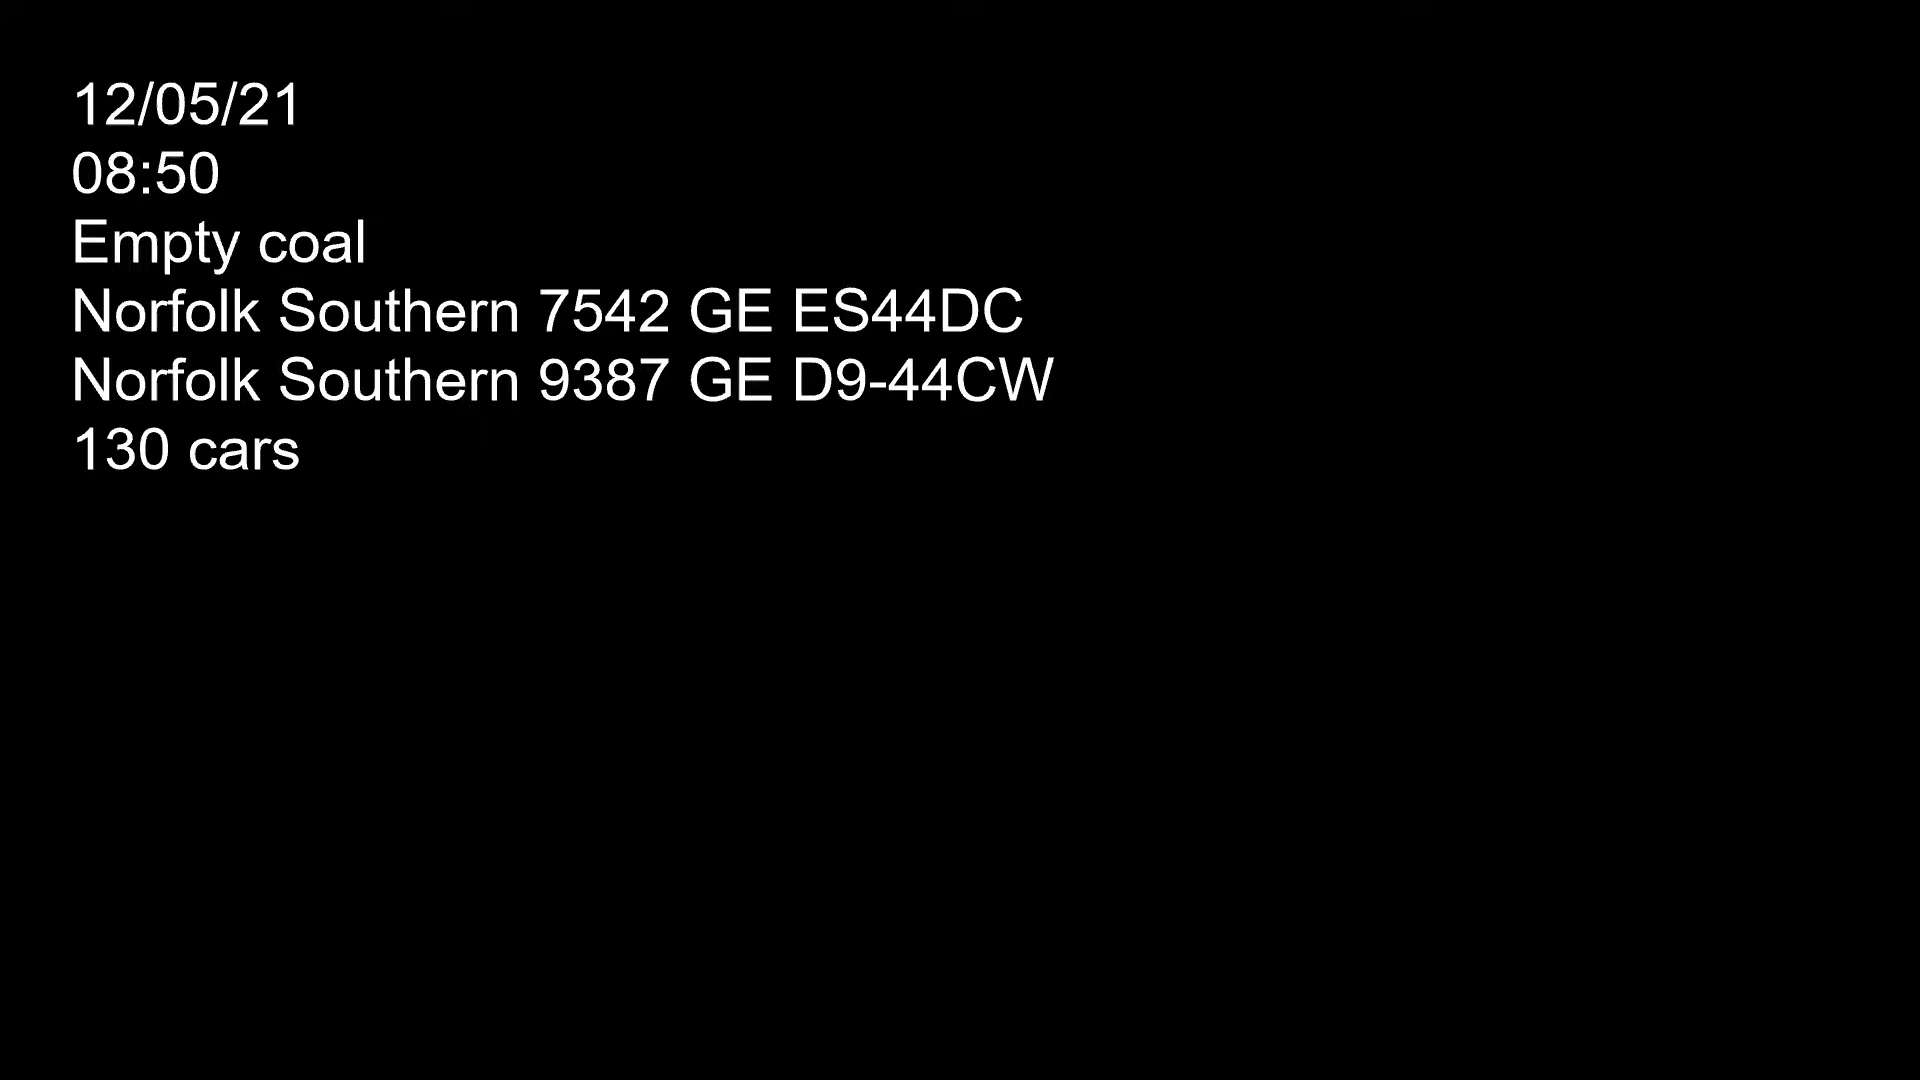 12/05/21
08:50
Empty coal
Norfolk Southern 7542 GE ES44DC
Norfolk Southern 9387 GE D9-44CW
130 cars